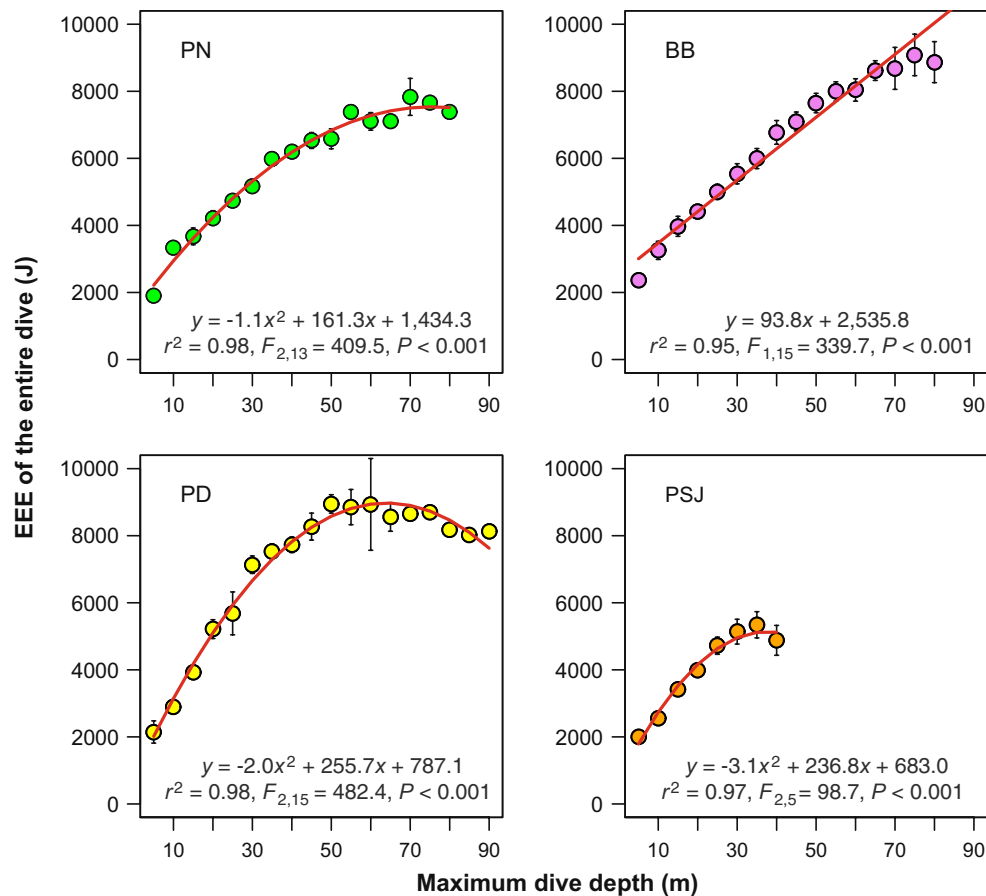 EEE of the entire dive (J)
PN
10000
8000
6000
4000
2000
0
y = -1.1x² + 161.3x + 1,434.3
r² = 0.98, F2,13 = 409.5, P < 0.001
10 30 50 70 90
BB
10000
8000
6000
4000
2000
0
y = 93.8x + 2,535.8
r² = 0.95, F1,15 = 339.7, P < 0.001
10 30 50 70 90
PD
10000
8000
6000
4000
2000
0
y = -2.0x² + 255.7x + 787.1
r² = 0.98, F2,15 = 482.4, P < 0.001
10 30 50 70 90
PSJ
10000
8000
6000
4000
2000
0
y = -3.1x² + 236.8x + 683.0
r² = 0.97, F2,5 = 98.7, P < 0.001
10 30 50 70 90
Maximum dive depth (m)